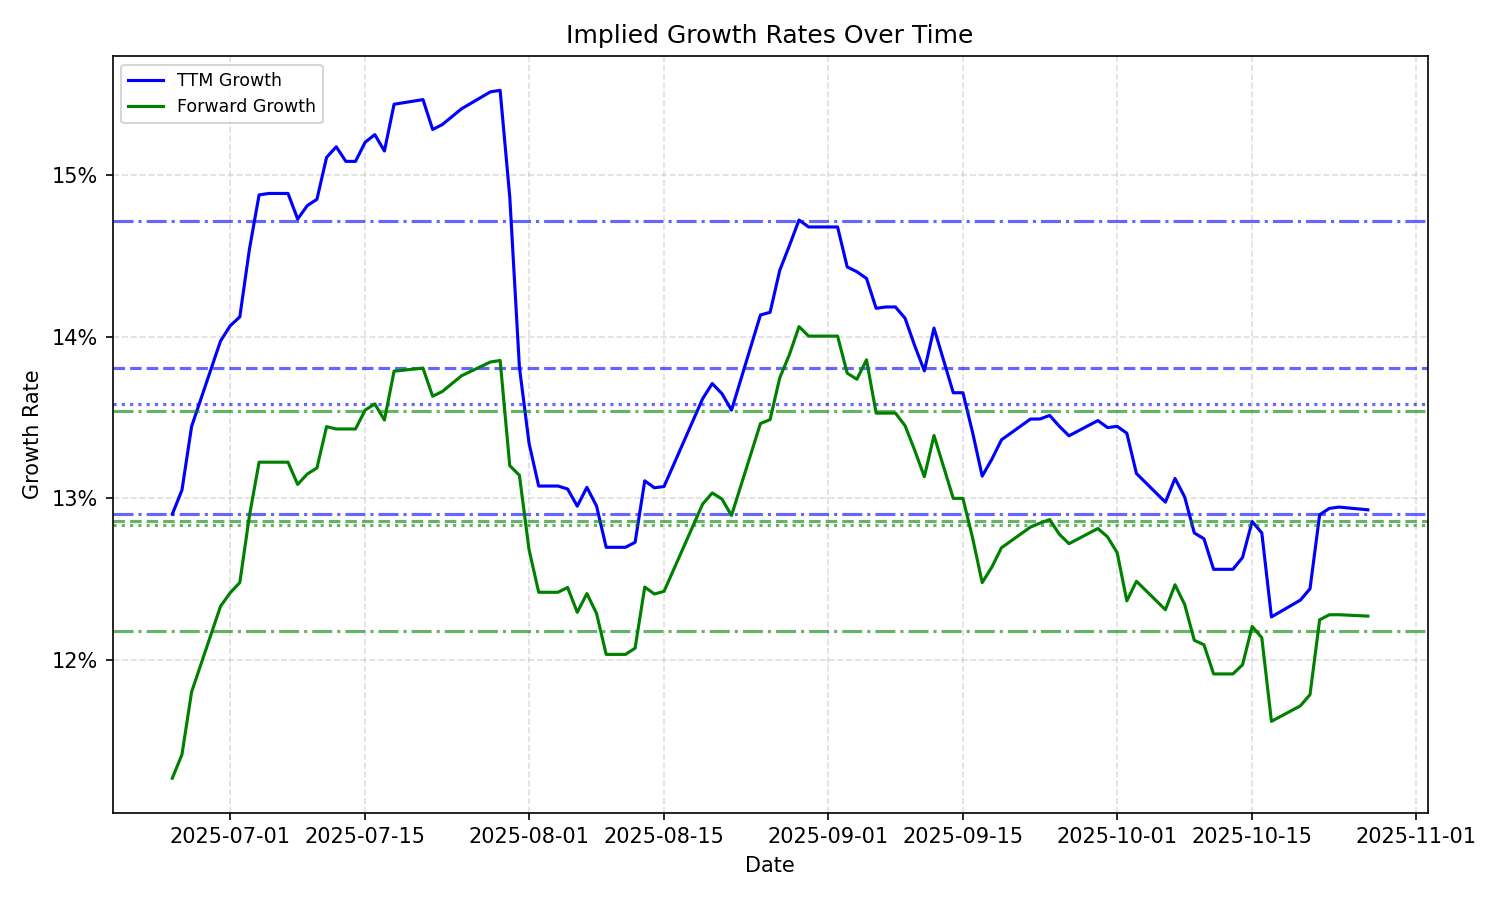 Implied Growth Rates Over Time
TTM Growth
Forward Growth
Growth Rate
15%
14%
13%
12%
2025-07-01
2025-07-15
2025-08-01
2025-08-15
2025-09-01
2025-09-15
2025-10-01
2025-10-15
2025-11-01
Date